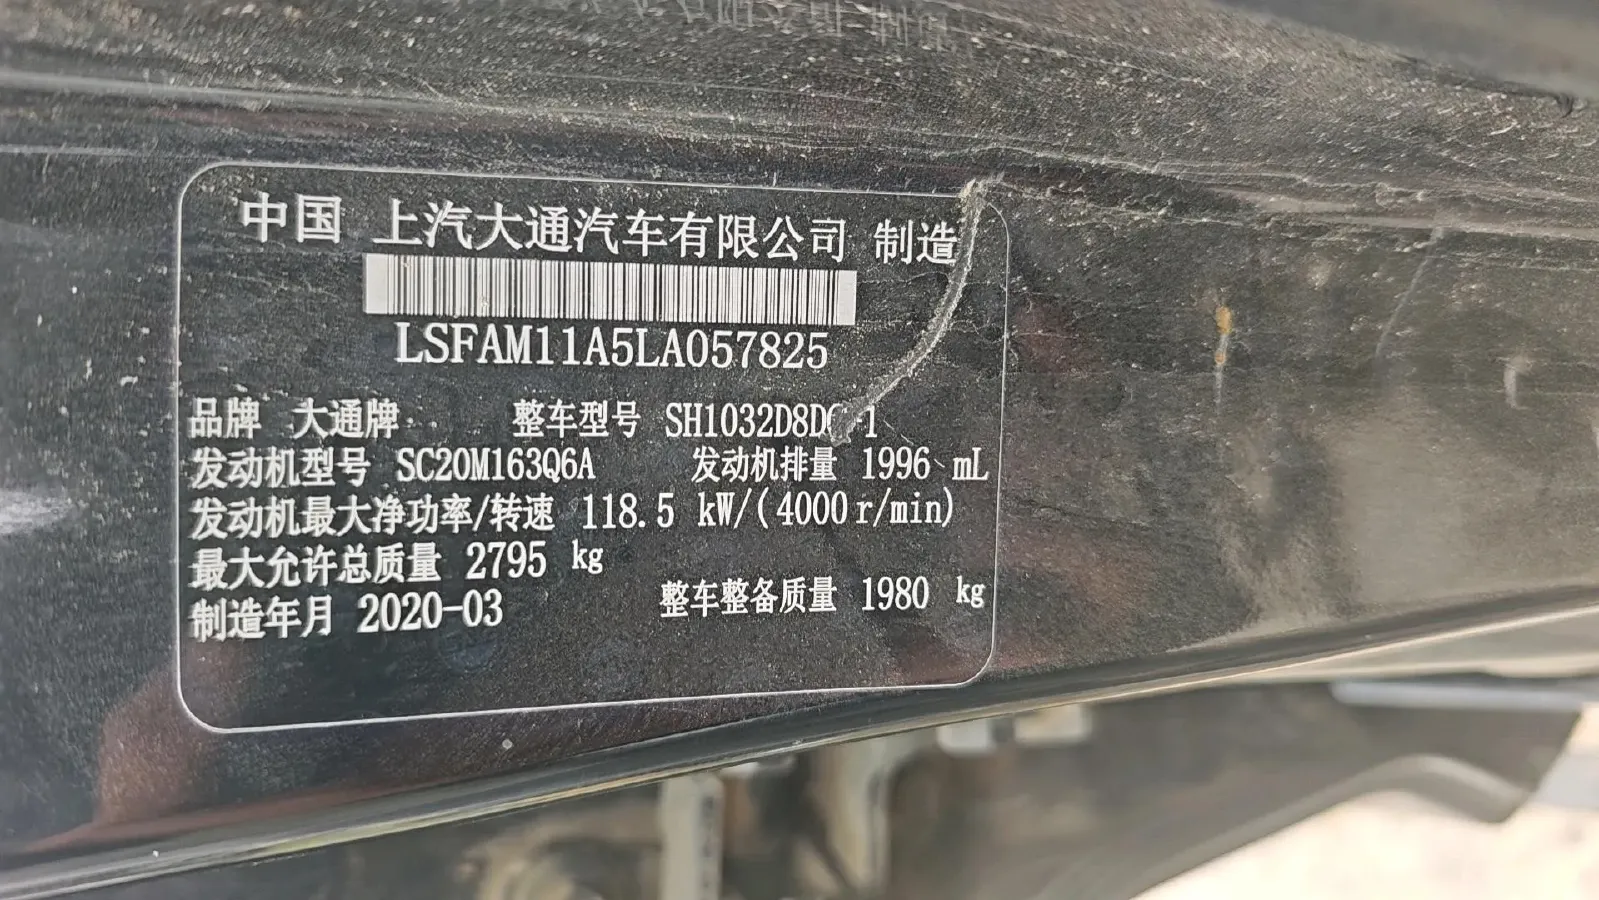 中国 上汽大通汽车有限公司 制造
LSFAM11A5LA057825
品牌 大通牌 整车型号
发动机型号 SC20M163Q6A 发动机排量 1996 mL
发动机最大净功率/转速 118.5 kW/(4000r/min)
最大允许总质量 2795 kg
整车整备质量 1980 kg
制造年月 2020-03